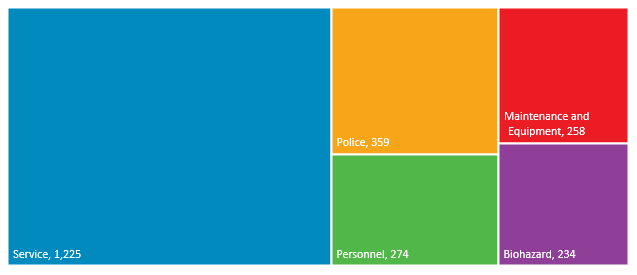 Service, 1,225
Police, 359
Personnel, 274
Maintenance and
Equipment, 258
Biohazard, 234